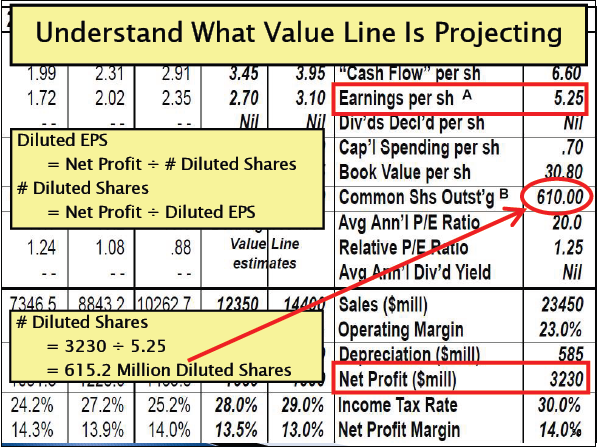 Understand What Value Line Is Projecting
1.99 2.31 2.91 3.45 3.95 "Cash Flow" per sh 6.60
1.72 2.02 2.35 2.70 3.10 Earnings per sh A 5.25
-- -- -- Nil Nil Div'ds Decl'd per sh Nil
Diluted EPS
= Net Profit ÷ # Diluted Shares
# Diluted Shares
= Net Profit ÷ Diluted EPS
Cap'l Spending per sh .70
Book Value per sh 30.80
Common Shs Outst'g B 610.00
Avg Ann'l P/E Ratio 20.0
1.24 1.08 .88 Value Line Relative P/E Ratio 1.25
estimates
-- -- -- Avg Ann'l Div'd Yield Nil
7346.5 8843.2 10262.7 12350 14400 Sales ($mill) 23450
# Diluted Shares
= 3230 ÷ 5.25
= 615.2 Million Diluted Shares
Operating Margin 23.0%
Depreciation ($mill) 585
Net Profit ($mill) 3230
24.2% 27.2% 25.2% 28.0% 29.0% Income Tax Rate 30.0%
14.3% 13.9% 14.0% 13.5% 13.0% Net Profit Margin 14.0%